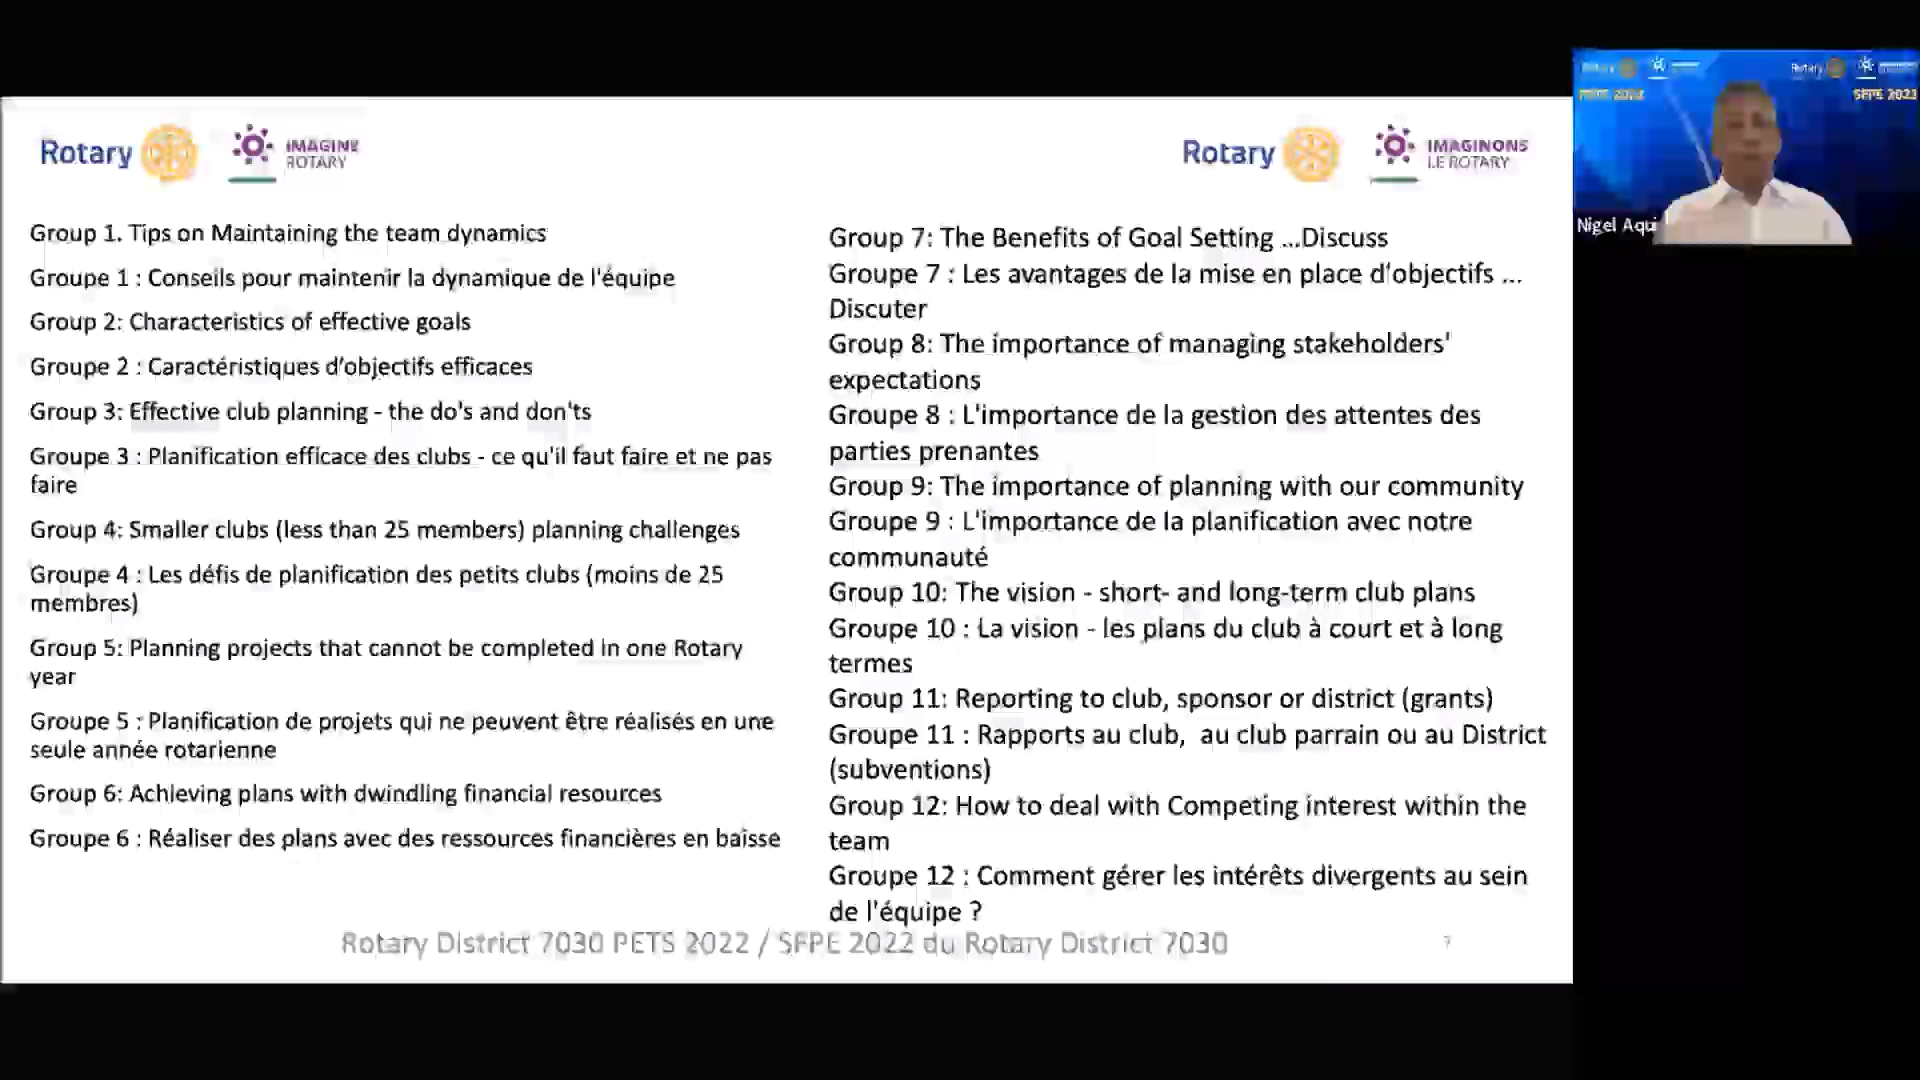 Rotary
IMAGINE
ROTARY
Rotary
IMAGINONS
LE ROTARY
Group 1. Tips on Maintaining the team dynamics
Groupe 1 : Conseils pour maintenir la dynamique de l'équipe
Group 2: Characteristics of effective goals
Groupe 2 : Caractéristiques d'objectifs efficaces
Group 3: Effective club planning - the do's and don'ts
Groupe 3 : Planification efficace des clubs - ce qu'il faut faire et ne pas
faire
Group 4: Smaller clubs (less than 25 members) planning challenges
Groupe 4 : Les défis de planification des petits clubs (moins de 25
membres)
Group 5: Planning projects that cannot be completed in one Rotary
year
Groupe 5 : Planification de projets qui ne peuvent être réalisés en une
seule année rotarienne
Group 6: Achieving plans with dwindling financial resources
Groupe 6 : Réaliser des plans avec des ressources financières en baisse
Group 7: The Benefits of Goal Setting ...Discuss
Groupe 7 : Les avantages de la mise en place d'objectifs ...
Discuter
Group 8: The importance of managing stakeholders'
expectations
Groupe 8 : L'importance de la gestion des attentes des
parties prenantes
Group 9: The importance of planning with our community
Groupe 9 : L'importance de la planification avec notre
communauté
Group 10: The vision - short- and long-term club plans
Groupe 10 : La vision - les plans du club à court et à long
termes
Group 11: Reporting to club, sponsor or district (grants)
Groupe 11 : Rapports au club, au club parrain ou au District
(subventions)
Group 12: How to deal with Competing interest within the
team
Groupe 12 : Comment gérer les intérêts divergents au sein
de l'équipe ?
Rotary District 7030 PETS 2022 / SFPE 2022 du Rotary District 7030
7
Rotary
Rotary
PETS 2022
SFPE 2022
Nigel Aqui